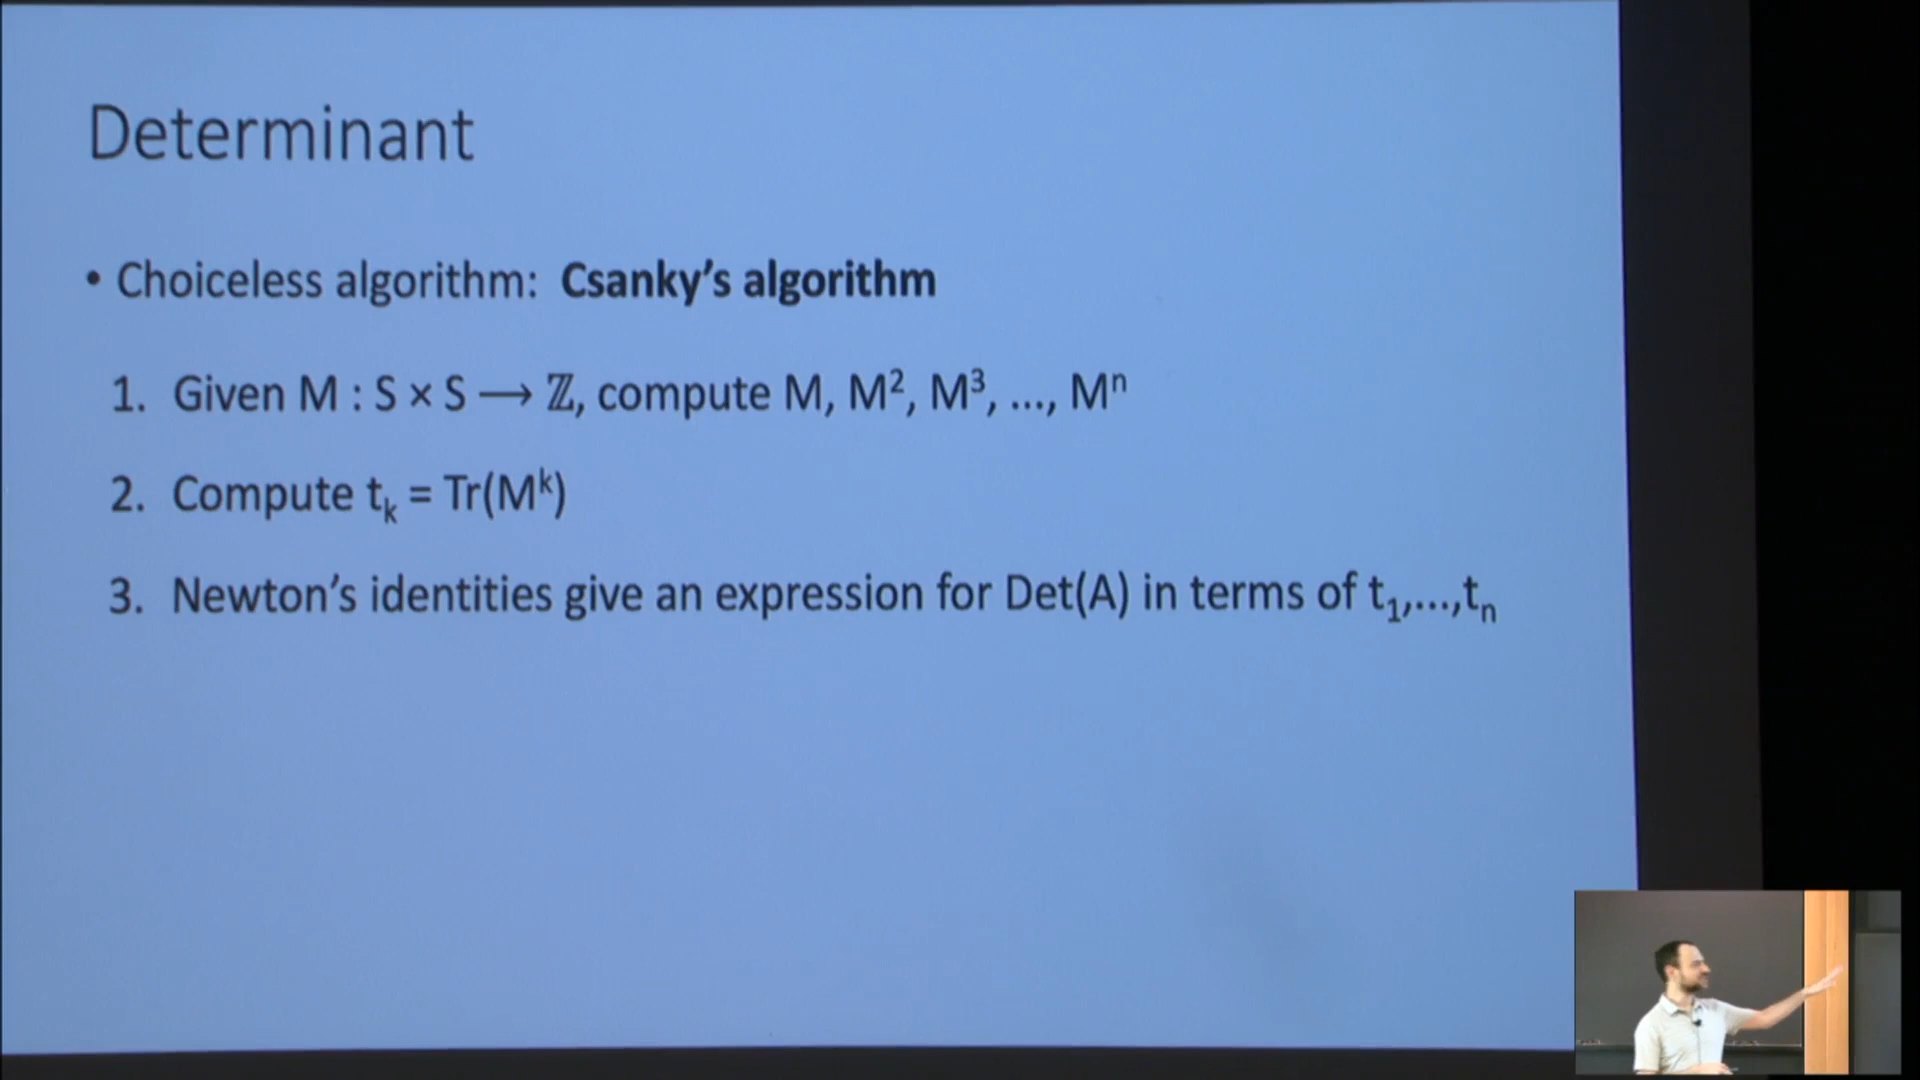 Determinant
• Choiceless algorithm: Csanky's algorithm
1. Given M : S × S ⟶ ℤ, compute M, M², M³, ..., Mⁿ
2. Compute tₖ = Tr(Mᵏ)
3. Newton's identities give an expression for Det(A) in terms of t₁,...,tₙ